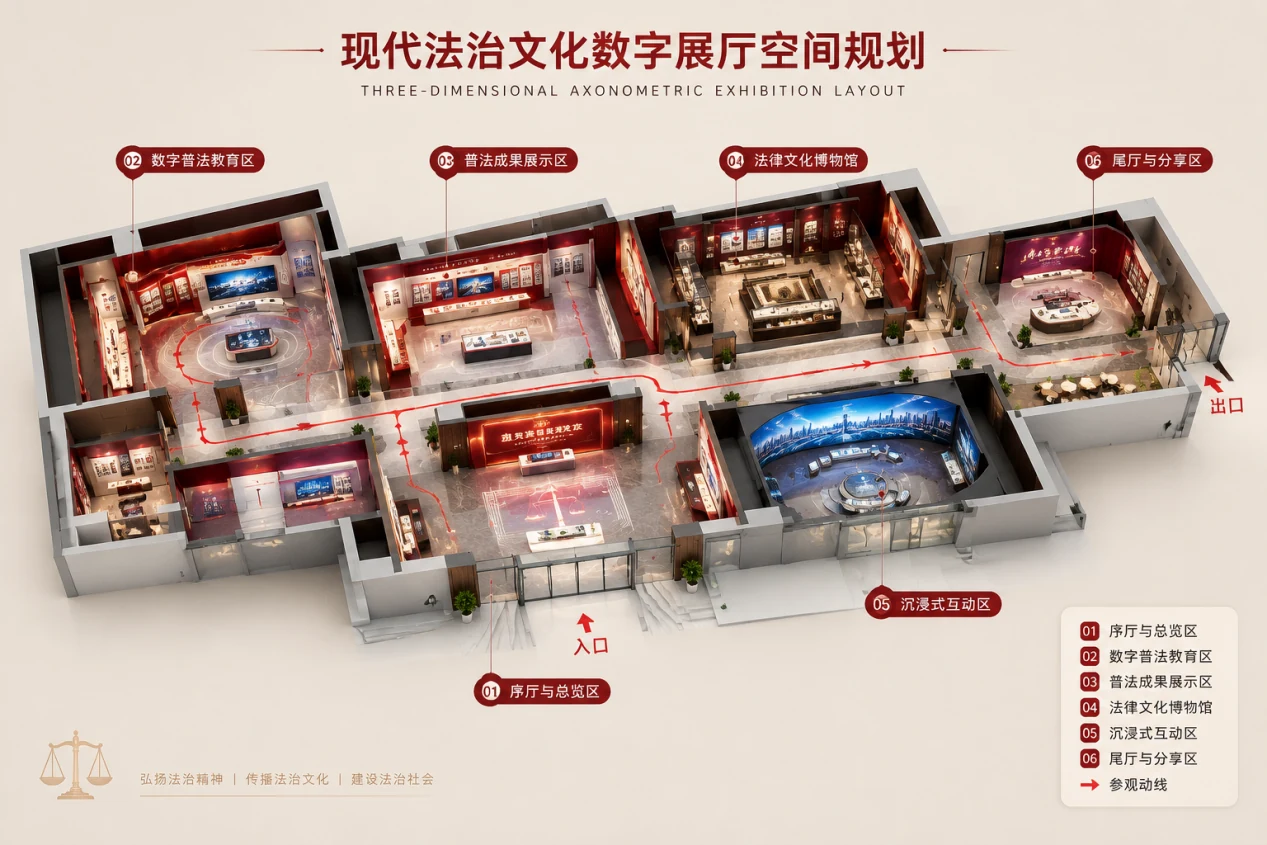 现代法治文化数字展厅空间规划
THREE-DIMENSIONAL AXONOMETRIC EXHIBITION LAYOUT
02 数字普法教育区
03 普法成果展示区
04 法律文化博物馆
06 尾厅与分享区
出口
05 沉浸式互动区
入口
01 序厅与总览区
01 序厅与总览区
02 数字普法教育区
03 普法成果展示区
04 法律文化博物馆
05 沉浸式互动区
06 尾厅与分享区
参观动线
弘扬法治精神 | 传播法治文化 | 建设法治社会